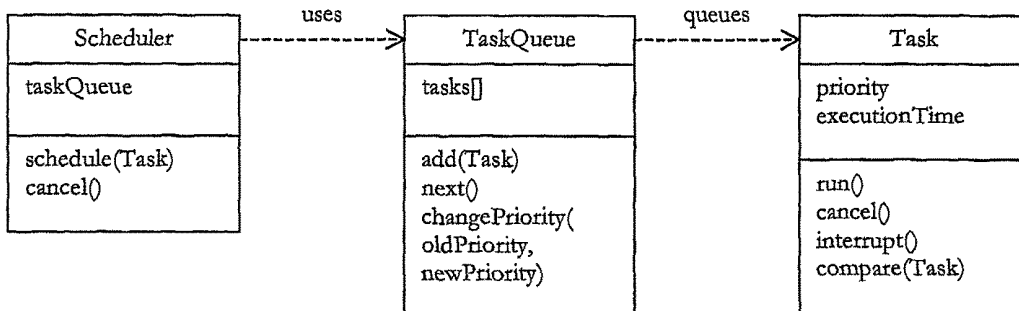 uses
queues
Scheduler
taskQueue
schedule(Task)
cancel()
TaskQueue
tasks[]
add(Task)
next()
changePriority(
oldPriority,
newPriority)
Task
priority
executionTime
run()
cancel()
interrupt()
compare(Task)